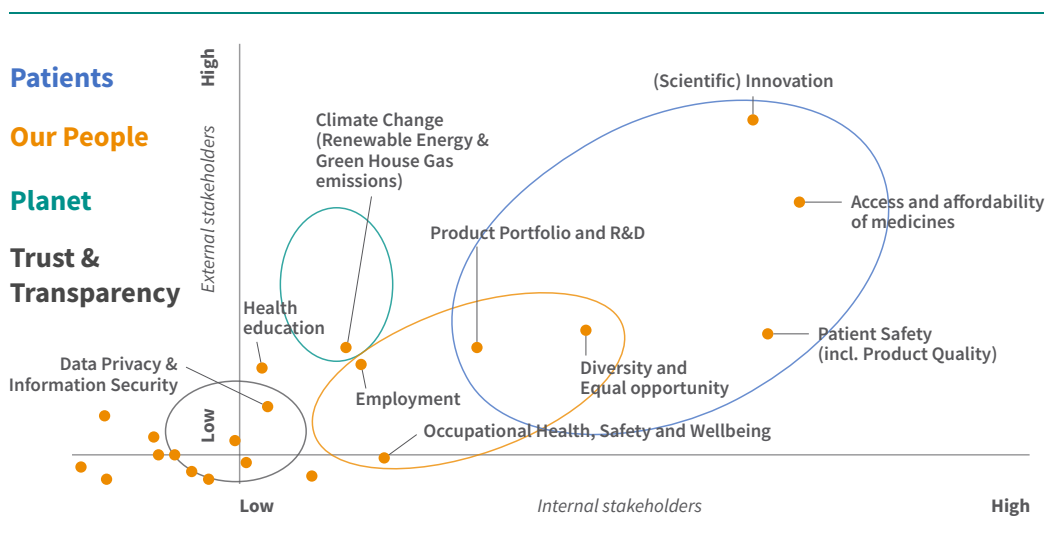 Patients
Our People
Planet
Trust &
Transparency
High
External stakeholders
Low
(Scientific) Innovation
Climate Change
(Renewable Energy &
Green House Gas
emissions)
Access and affordability
of medicines
Product Portfolio and R&D
Health
education
Patient Safety
(incl. Product Quality)
Data Privacy &
Information Security
Diversity and
Equal opportunity
Employment
Occupational Health, Safety and Wellbeing
Low
Internal stakeholders
High